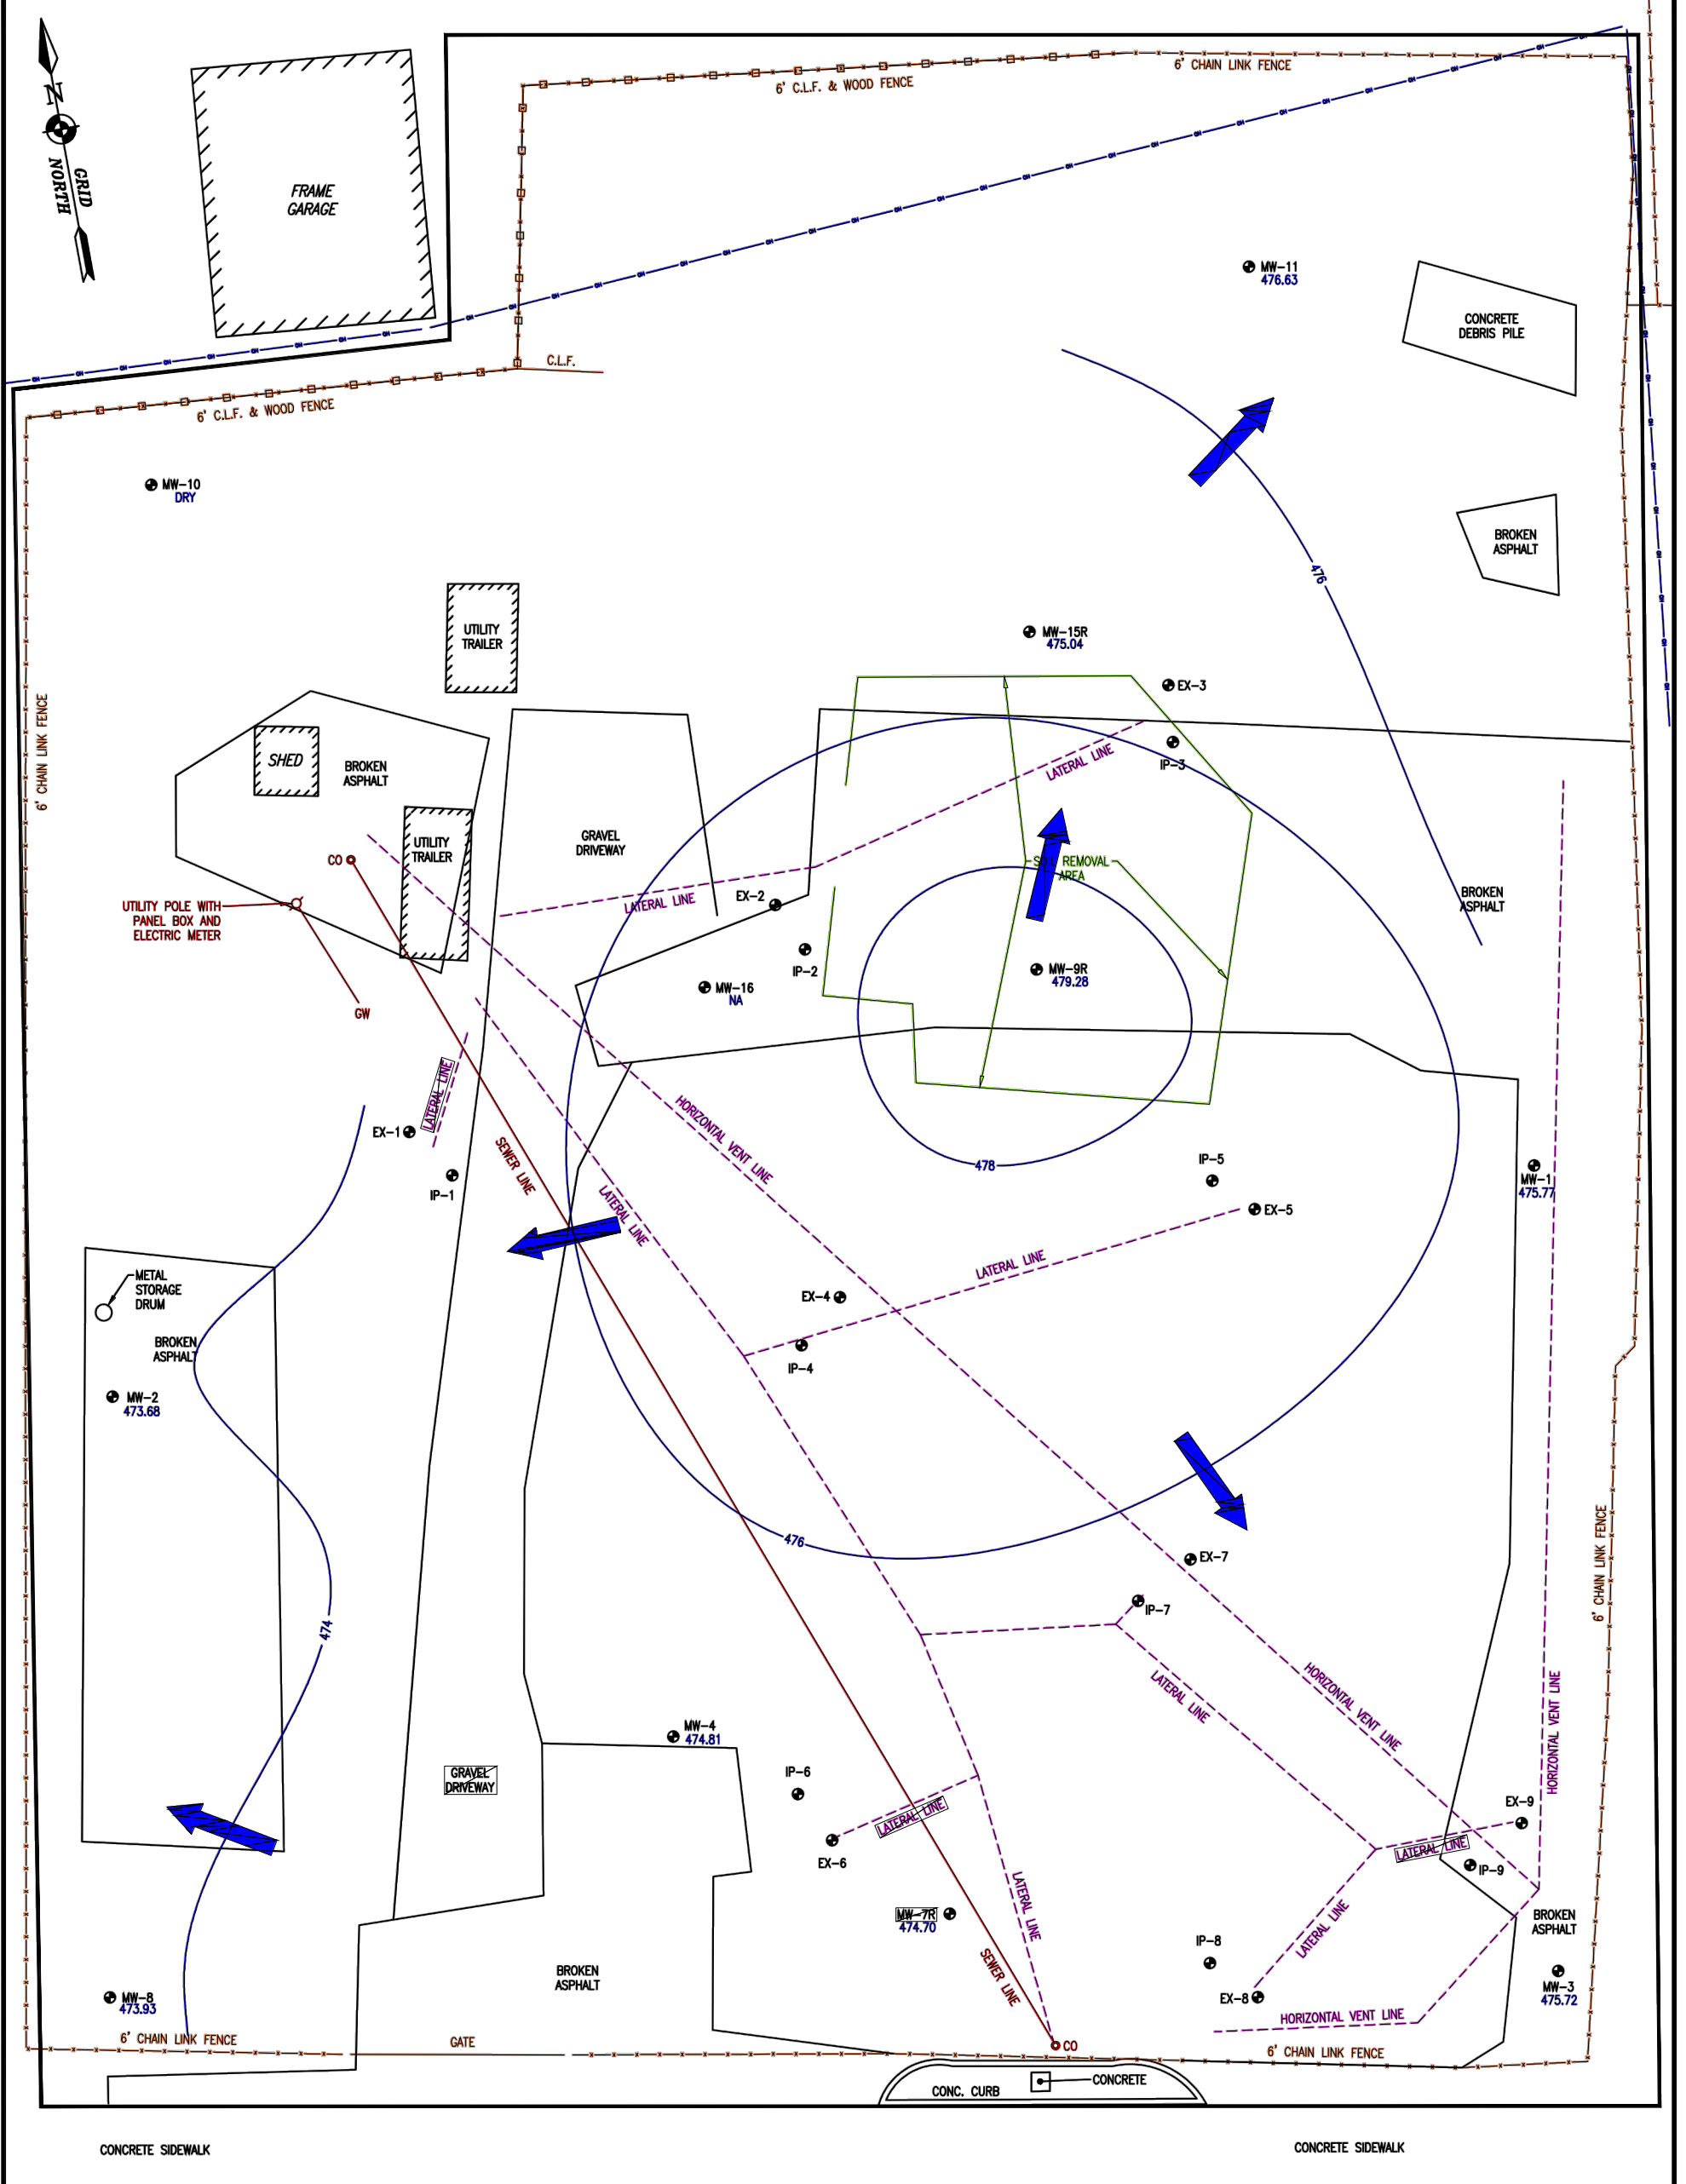 6' CHAIN LINK FENCE
6' C.L.F. & WOOD FENCE
N
GRID
NORTH
FRAME
GARAGE
MW-11
476.63
CONCRETE
DEBRIS PILE
C.L.F.
6' C.L.F. & WOOD FENCE
MW-10
DRY
BROKEN
ASPHALT
476
UTILITY
TRAILER
MW-15R
475.04
EX-3
6' CHAIN LINK FENCE
SHED
BROKEN
ASPHALT
IP-3
LATERAL LINE
GRAVEL
DRIVEWAY
UTILITY
TRAILER
CO
REMOVAL
AREA
EX-2
LATERAL LINE
BROKEN
ASPHALT
UTILITY POLE WITH
PANEL BOX AND
ELECTRIC METER
IP-2
MW-9R
479.28
MW-16
NA
GW
LATERAL LINE
HORIZONTAL VENT LINE
EX-1
IP-1
SEWER LINE
LATERAL LINE
478
IP-5
MW-1
475.77
EX-5
LATERAL LINE
METAL
STORAGE
DRUM
EX-4
BROKEN
ASPHALT
IP-4
MW-2
473.68
476
EX-7
IP-7
6' CHAIN LINK FENCE
474
LATERAL LINE
HORIZONTAL VENT LINE
HORIZONTAL VENT LINE
MW-4
474.81
GRAVEL
DRIVEWAY
IP-6
LATERAL LINE
EX-9
EX-6
LATERAL LINE
IP-9
LATERAL LINE
MW-7R
474.70
LATERAL LINE
BROKEN
ASPHALT
IP-8
SEWER LINE
BROKEN
ASPHALT
EX-8
MW-3
475.72
MW-8
473.93
HORIZONTAL VENT LINE
6' CHAIN LINK FENCE
GATE
CO
6' CHAIN LINK FENCE
CONC. CURB
CONCRETE
CONCRETE SIDEWALK
CONCRETE SIDEWALK